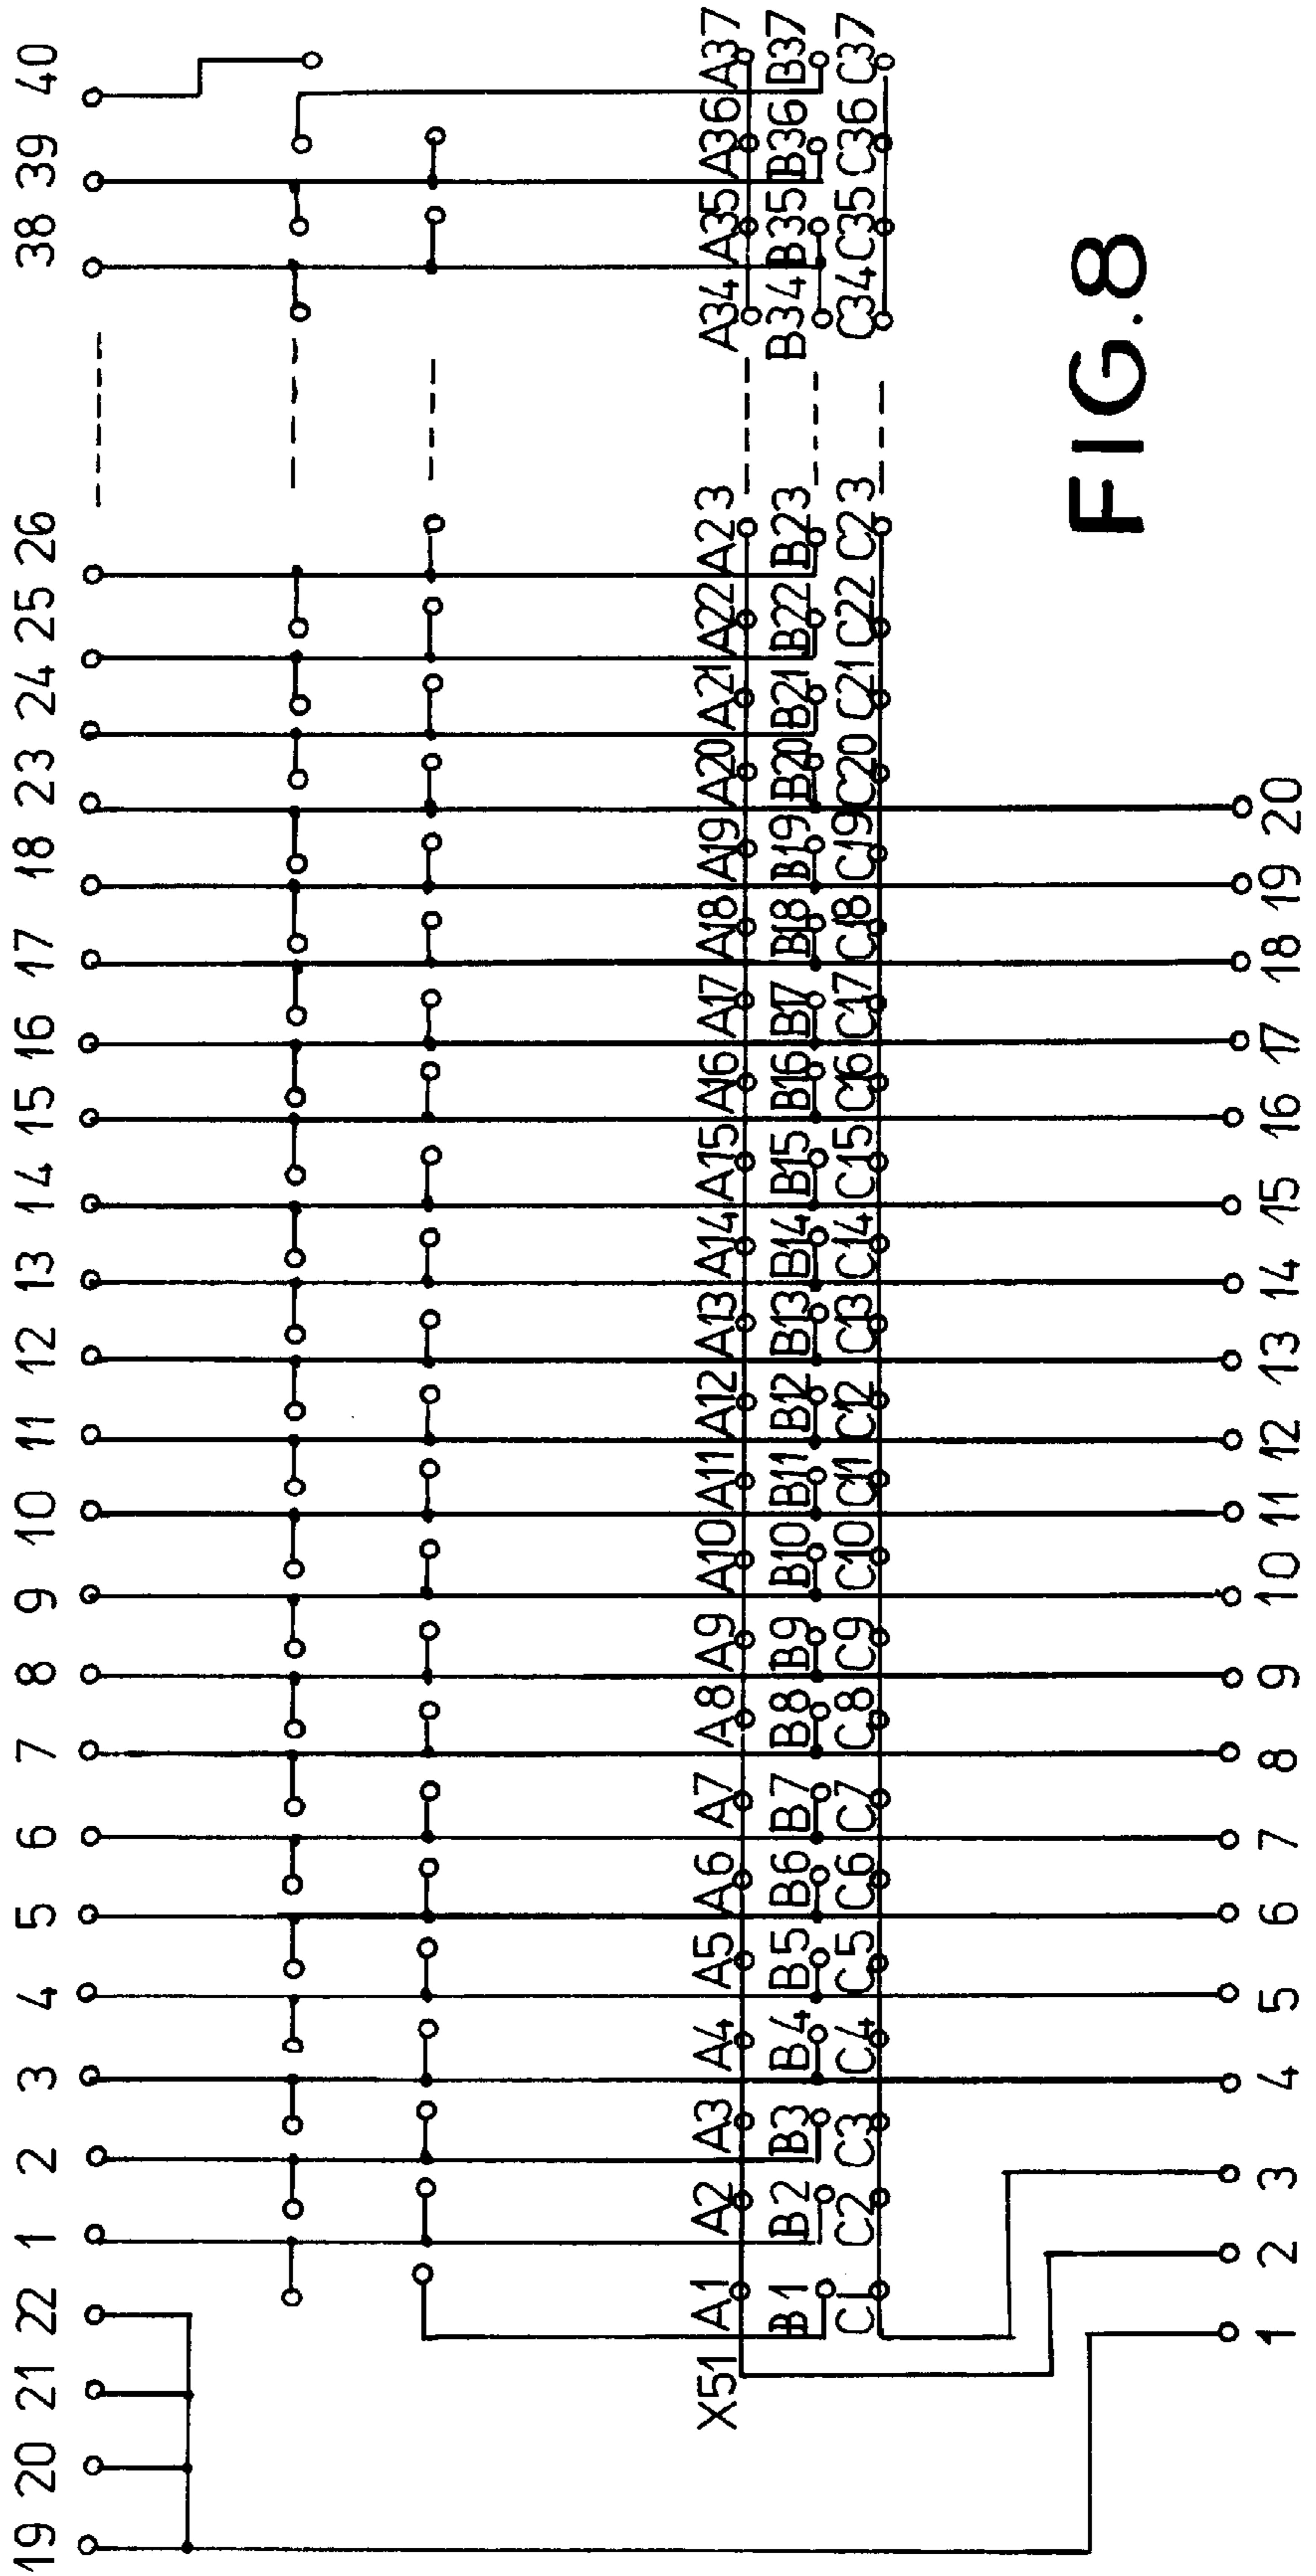 19 20 21 22 1 2 3 4 5 6 7 8 9 10 11 12 13 14 15 16 17 18 23 24 25 26 38 39 40
X51 A1 A2 A3 A4 A5 A6 A7 A8 A9 A10 A11 A12 A13 A14 A15 A16 A17 A18 A19 A20 A21 A22 A23 A34 A35 A36 A37
B1 B2 B3 B4 B5 B6 B7 B8 B9 B10 B11 B12 B13 B14 B15 B16 B17 B18 B19 B20 B21 B22 B23 B34 B35 B36 B37
C1 C2 C3 C4 C5 C6 C7 C8 C9 C10 C11 C12 C13 C14 C15 C16 C17 C18 C19 C20 C21 C22 C23 C34 C35 C36 C37
FIG.8
1 2 3 4 5 6 7 8 9 10 11 12 13 14 15 16 17 18 19 20